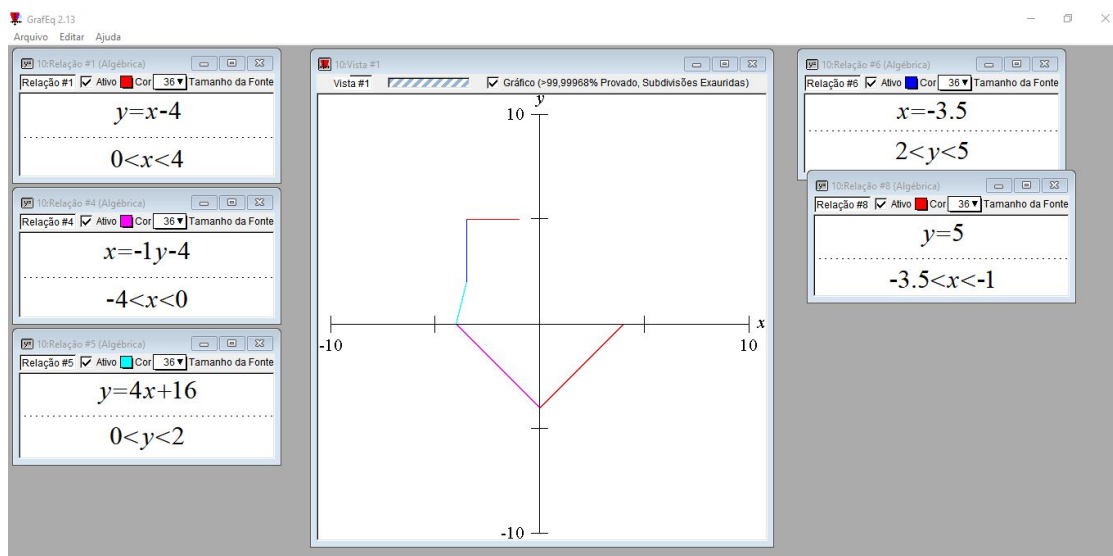 GrafEq 2.13
Arquivo Editar Ajuda
10:Relação #1 (Algébrica)
Relação #1 Ativo Cor 36 Tamanho da Fonte
y=x-4
0<x<4
10:Relação #4 (Algébrica)
Relação #4 Ativo Cor 36 Tamanho da Fonte
x=-1y-4
-4<x<0
10:Relação #5 (Algébrica)
Relação #5 Ativo Cor 36 Tamanho da Fonte
y=4x+16
0<y<2
10:Vista #1
Vista #1 Gráfico (>99,99968% Provado, Subdivisões Exauridas)
y
10
x
-10
10
-10
10:Relação #6 (Algébrica)
Relação #6 Ativo Cor 36 Tamanho da Fonte
x=-3.5
2<y<5
10:Relação #8 (Algébrica)
Relação #8 Ativo Cor 36 Tamanho da Fonte
y=5
-3.5<x<-1